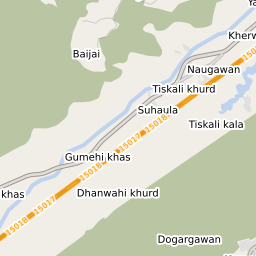 Ya
Kherw
Baijai
Naugawan
Tiskali khurd
Suhaula
15018
15017
Tiskali kala
Gumehi khas
15018
khas
15017
Dhanwahi khurd
15018
Dogargawan